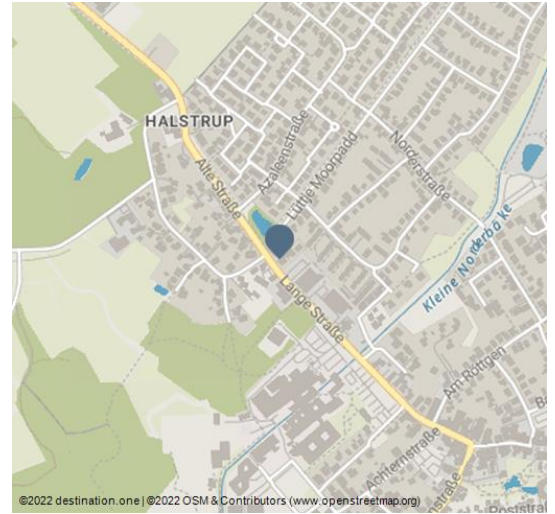 HALSTRUP
Azaleenstraße
Lüttje Moorpadd
Norderstraße
Alte Straße
Lange Straße
Kleine Norderbäke
Am Röttgen
Achternstraße
Poststraße
©2022 destination.one | ©2022 OSM & Contributors (www.openstreetmap.org)